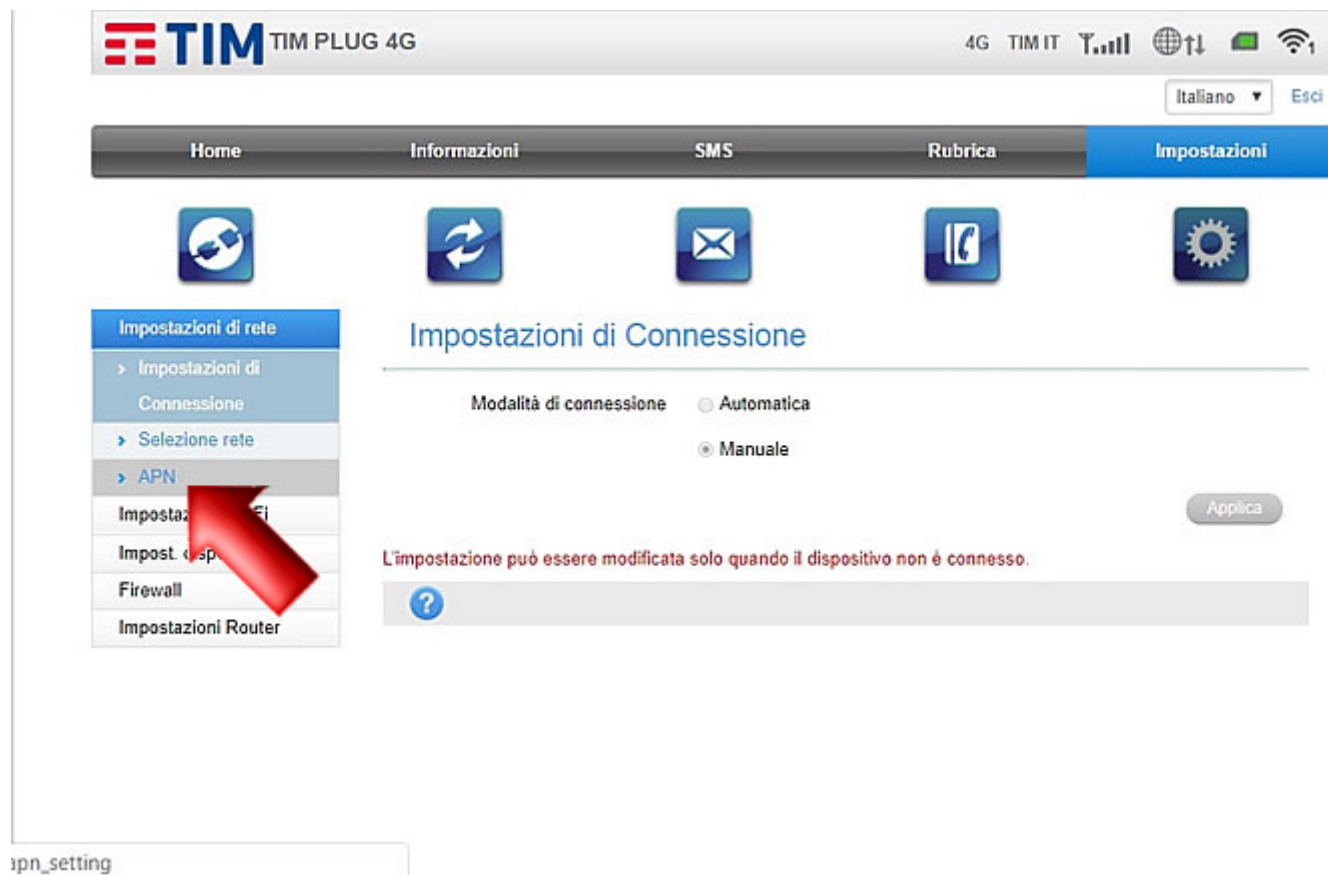 TIM TIM PLUG 4G
4G TIM IT 1
Italiano Esci
Home Informazioni SMS Rubrica Impostazioni
Impostazioni di rete
Impostazioni di
Connessione
Selezione rete
APN
Impost.
Firewall
Impostazioni Router
Impostazioni di Connessione
Modalità di connessione Automatica
Manuale
Applica
L'impostazione può essere modificata solo quando il dispositivo non è connesso.
?
apn_setting